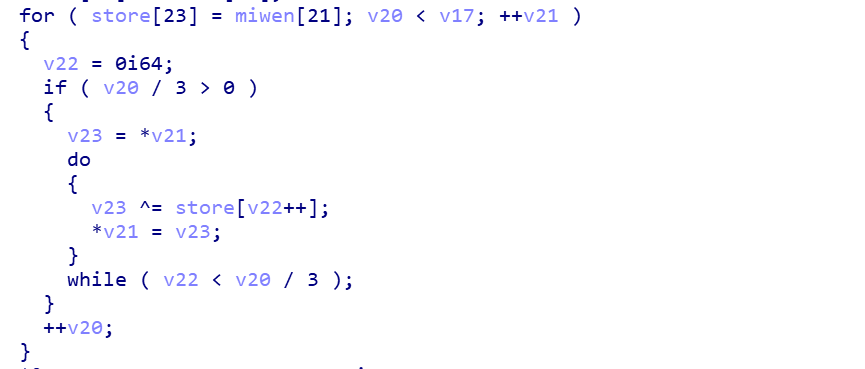 for ( store[23] = miwen[21]; v20 < v17; ++v21 )
{
v22 = 0i64;
if ( v20 / 3 > 0 )
{
v23 = *v21;
do
{
v23 ^= store[v22++];
*v21 = v23;
}
while ( v22 < v20 / 3 );
}
++v20;
}